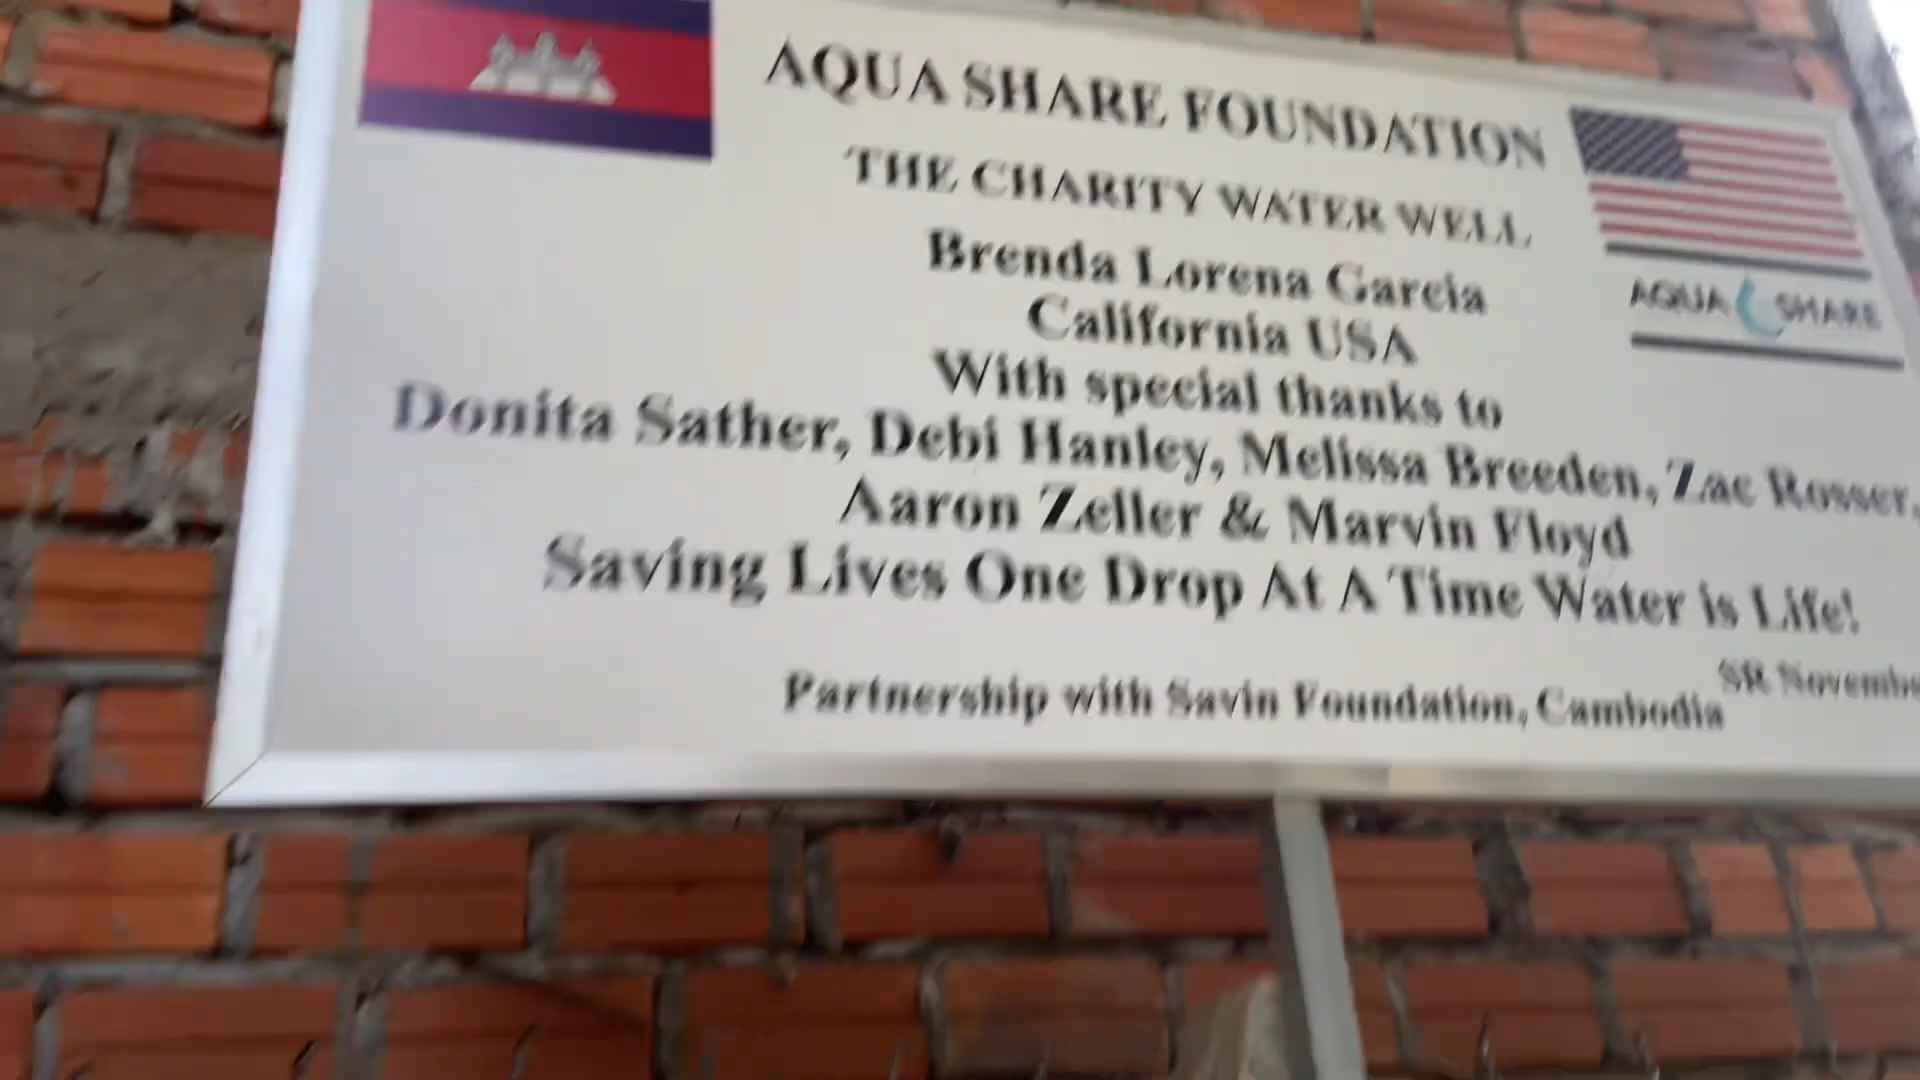 AQUA SHARE FOUNDATION
THE CHARITY WATER WELL
Brenda Lorena Garcia
California USA
AQUA SHARE
With special thanks to
Donita Sather, Debi Hanley, Melissa Breeden, Zac Rosser,
Aaron Zeller & Marvin Floyd
Saving Lives One Drop At A Time Water is Life!
SR
Partnership with Savin Foundation, Cambodia